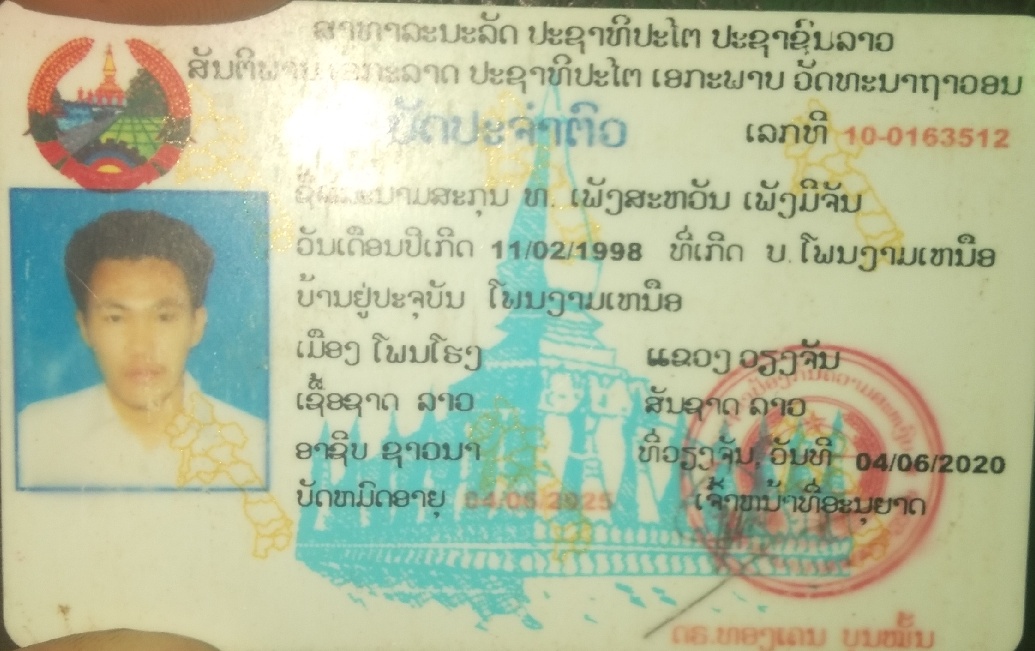 ສາທາລະນະລັດ ປະຊາທິປະໄຕ ປະຊາຊົນລາວ
ສັນຕິພາບ ເອກະລາດ ປະຊາທິປະໄຕ ເອກະພາບ ວັດທະນາຖາວອນ
ບັດປະຈຳຕົວ
ເລກທີ 10-0163512
ຊື່ແລະນາມສະກຸນ ທ. ເພັງສະຫວັນ ເພັງມີຈັນ
ວັນເດືອນປີເກີດ 11/02/1998 ທີ່ເກີດ ບ. ໂພນງາມເຫນືອ
ບ້ານຢູ່ປະຈຸບັນ ໂພນງາມເຫນືອ
ເມືອງ ໂພນໂຮງ ແຂວງ ວຽງຈັນ
ເຊື້ອຊາດ ລາວ ສັນຊາດ ລາວ
ອາຊີບ ຊາວນາ ທີ່ວຽງຈັນ, ວັນທີ 04/06/2020
ບັດຫມົດອາຍຸ 04/06/2025 ເຈົ້າຫນ້າທີ່ອະນຸຍາດ